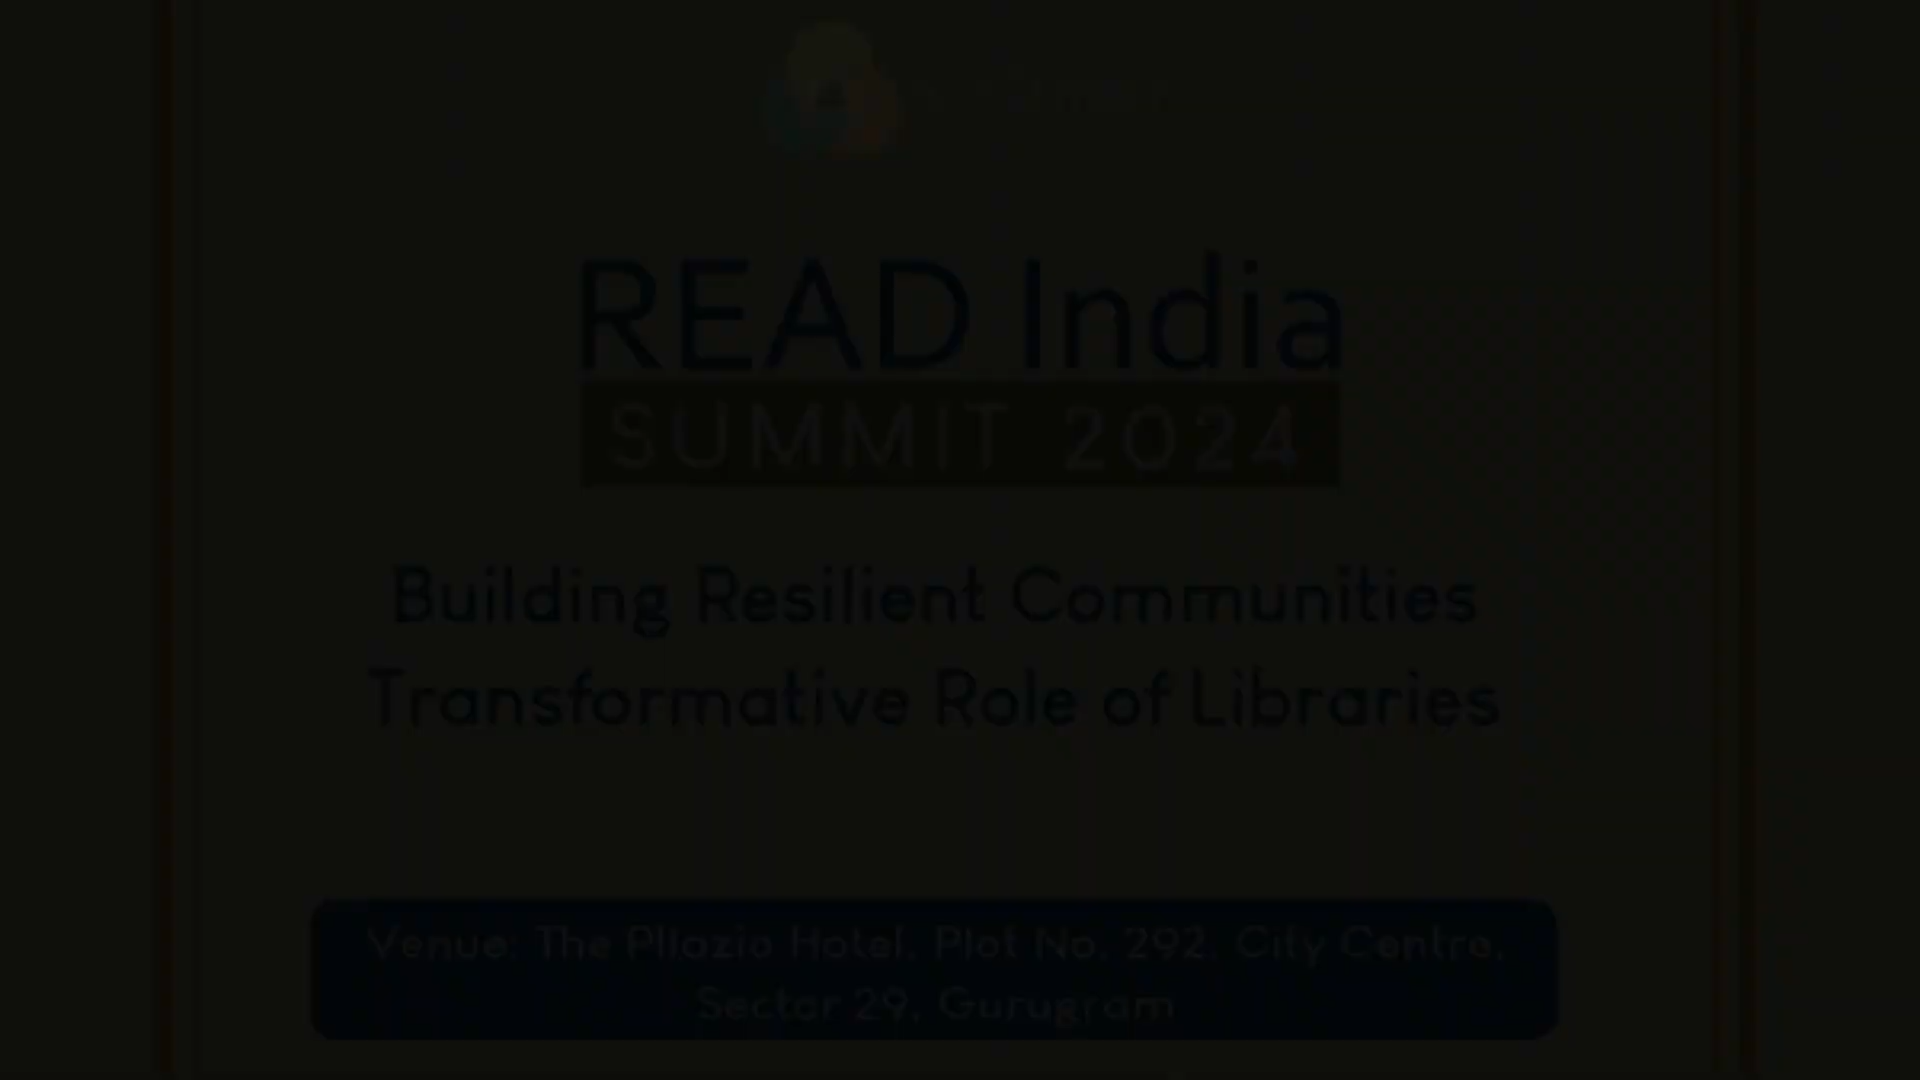 READ India
SUMMIT 2024
Building Resilient Communities
Transformative Role of Libraries
Venue: The Pllazio Hotel, Plot No. 292, City Centre,
Sector 29, Gurugram